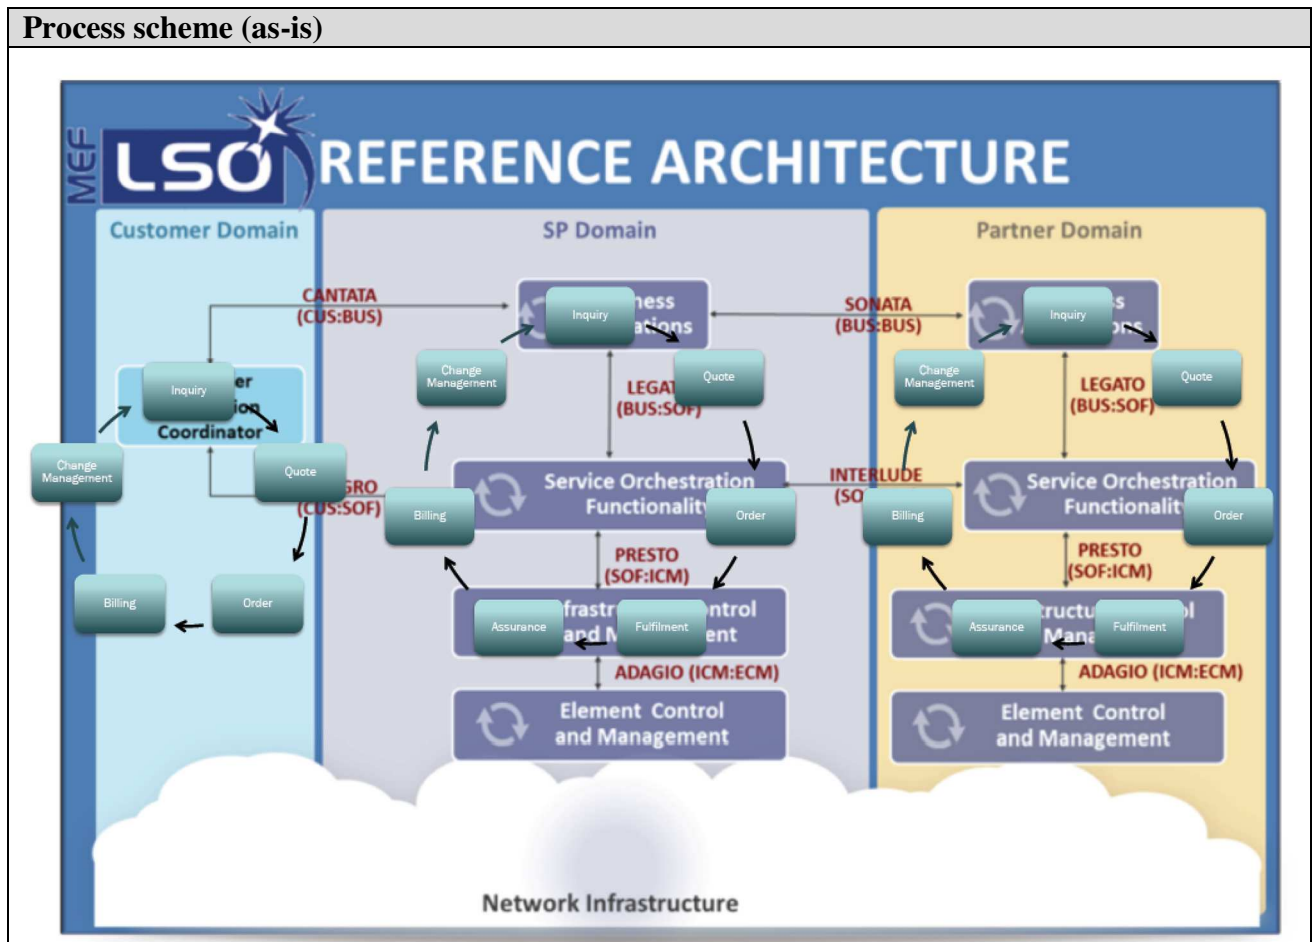 Process scheme (as-is)
MEF
LSO
REFERENCE ARCHITECTURE
Customer Domain
SP Domain
Partner Domain
CANTATA
(CUS:BUS)
SONATA
(BUS:BUS)
Inquiry
Inquiry
Change
Management
Quote
LEGATO
(BUS:SOF)
Change
Management
Quote
Inquiry
Coordinator
Change
Management
Quote
(CUS:SOF)
Billing
Service Orchestration
Order
INTERLUDE
Billing
Service Orchestration
Order
PRESTO
(SOF:ICM)
PRESTO
(SOF:ICM)
Billing
Order
Assurance
Fulfilment
Assurance
Fulfilment
ADAGIO (ICM:ECM)
ADAGIO (ICM:ECM)
Element Control
and Management
Element Control
and Management
Network Infrastructure